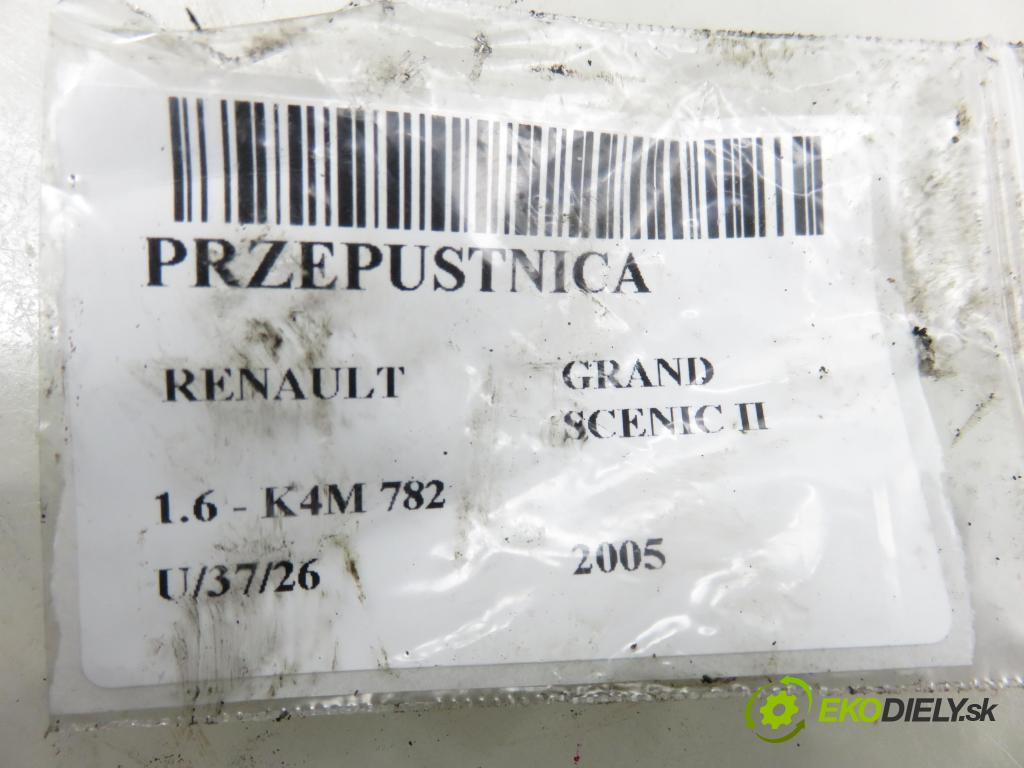 PRZEPUSTNICA
RENAULT
GRAND
SCENIC II
1.6 - K4M 782
U/37/26
2005
EKODIELY.sk